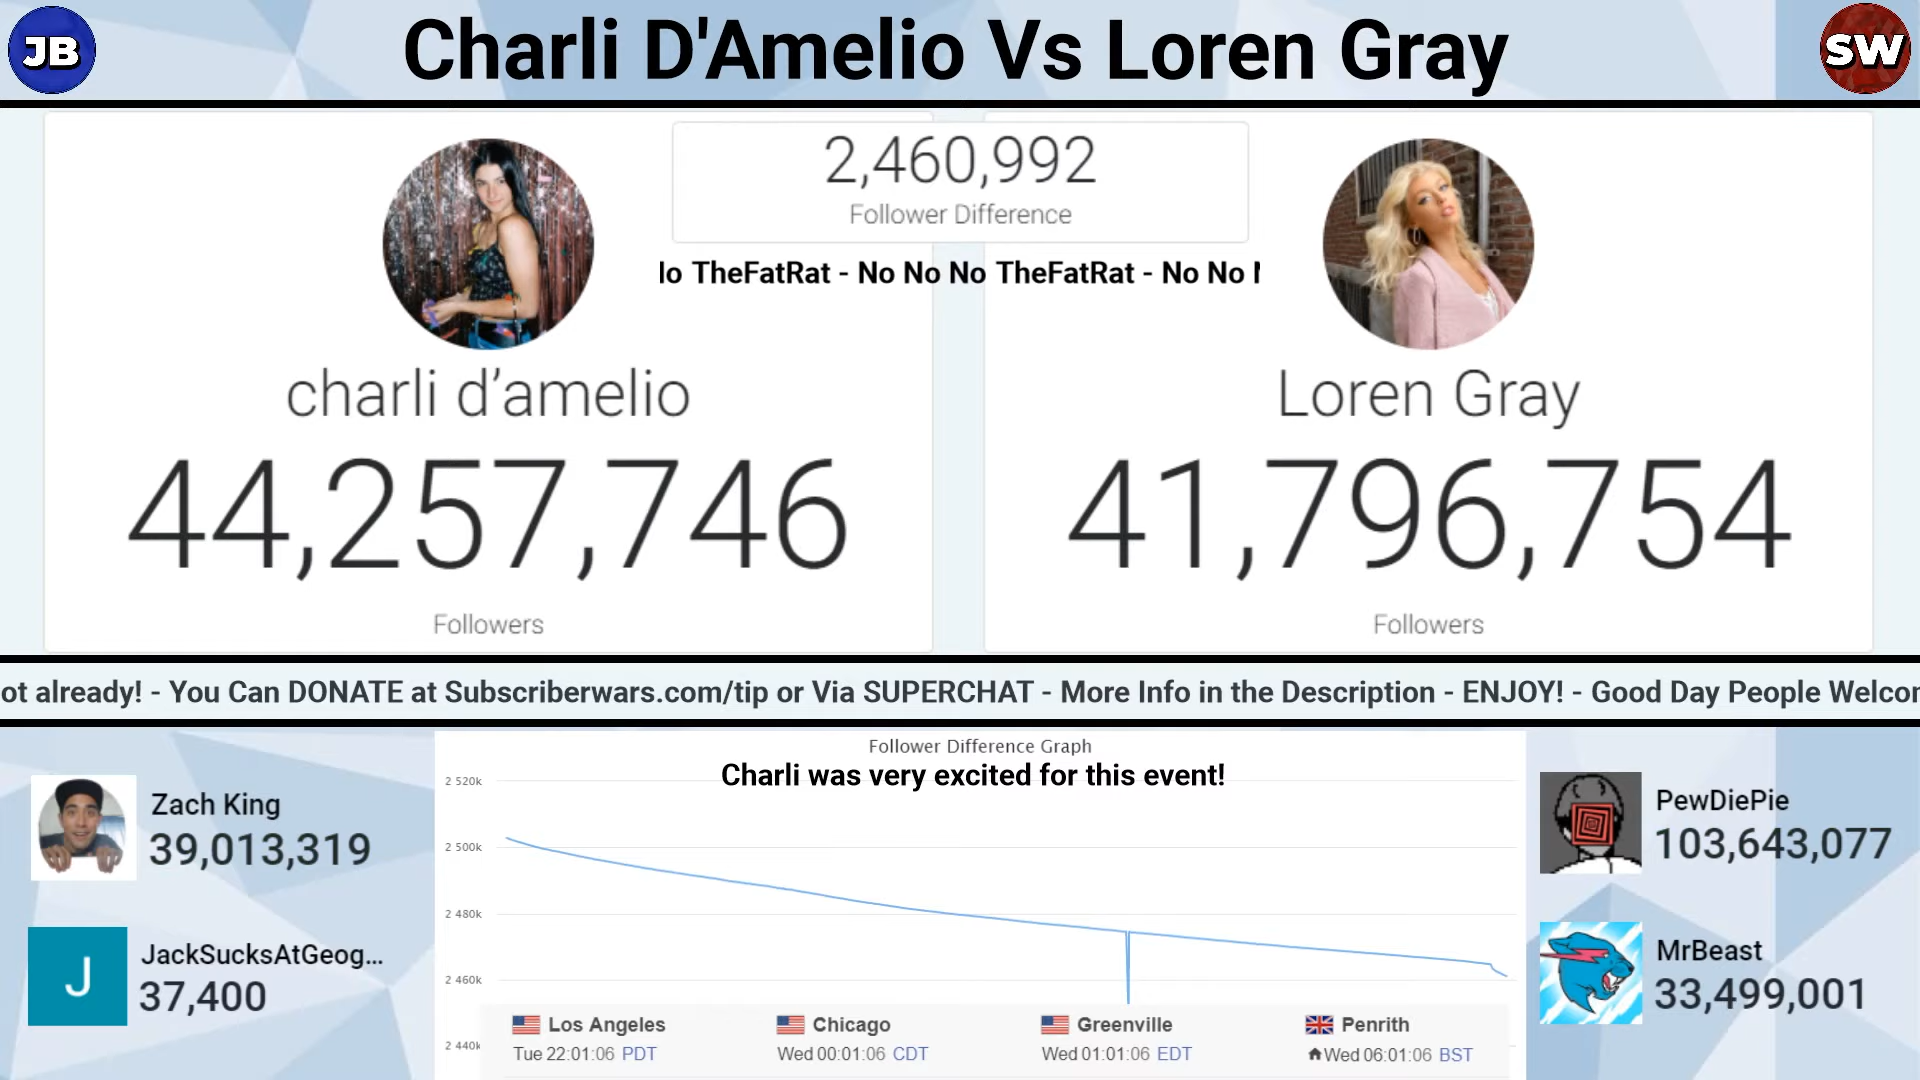 JB
Charli D'Amelio Vs Loren Gray
SW
2,460,992
Follower Difference
TheFatRat - No No No TheFatRat - No No
charli d’amelio
44,257,746
Followers
Loren Gray
41,796,754
Followers
already! - You Can DONATE at Subscriberwars.com/tip or Via SUPERCHAT - More Info in the Description - ENJOY! - Good Day People
Zach King
39,013,319
J
JackSucksAtGeog...
37,400
Follower Difference Graph
Charli was very excited for this event!
2 520k
2 500k
2 480k
2 460k
2 440k
Los Angeles
Tue 22:01:06 PDT
Chicago
Wed 00:01:06 CDT
Greenville
Wed 01:01:06 EDT
Penrith
Wed 06:01:06 BST
PewDiePie
103,643,077
MrBeast
33,499,001